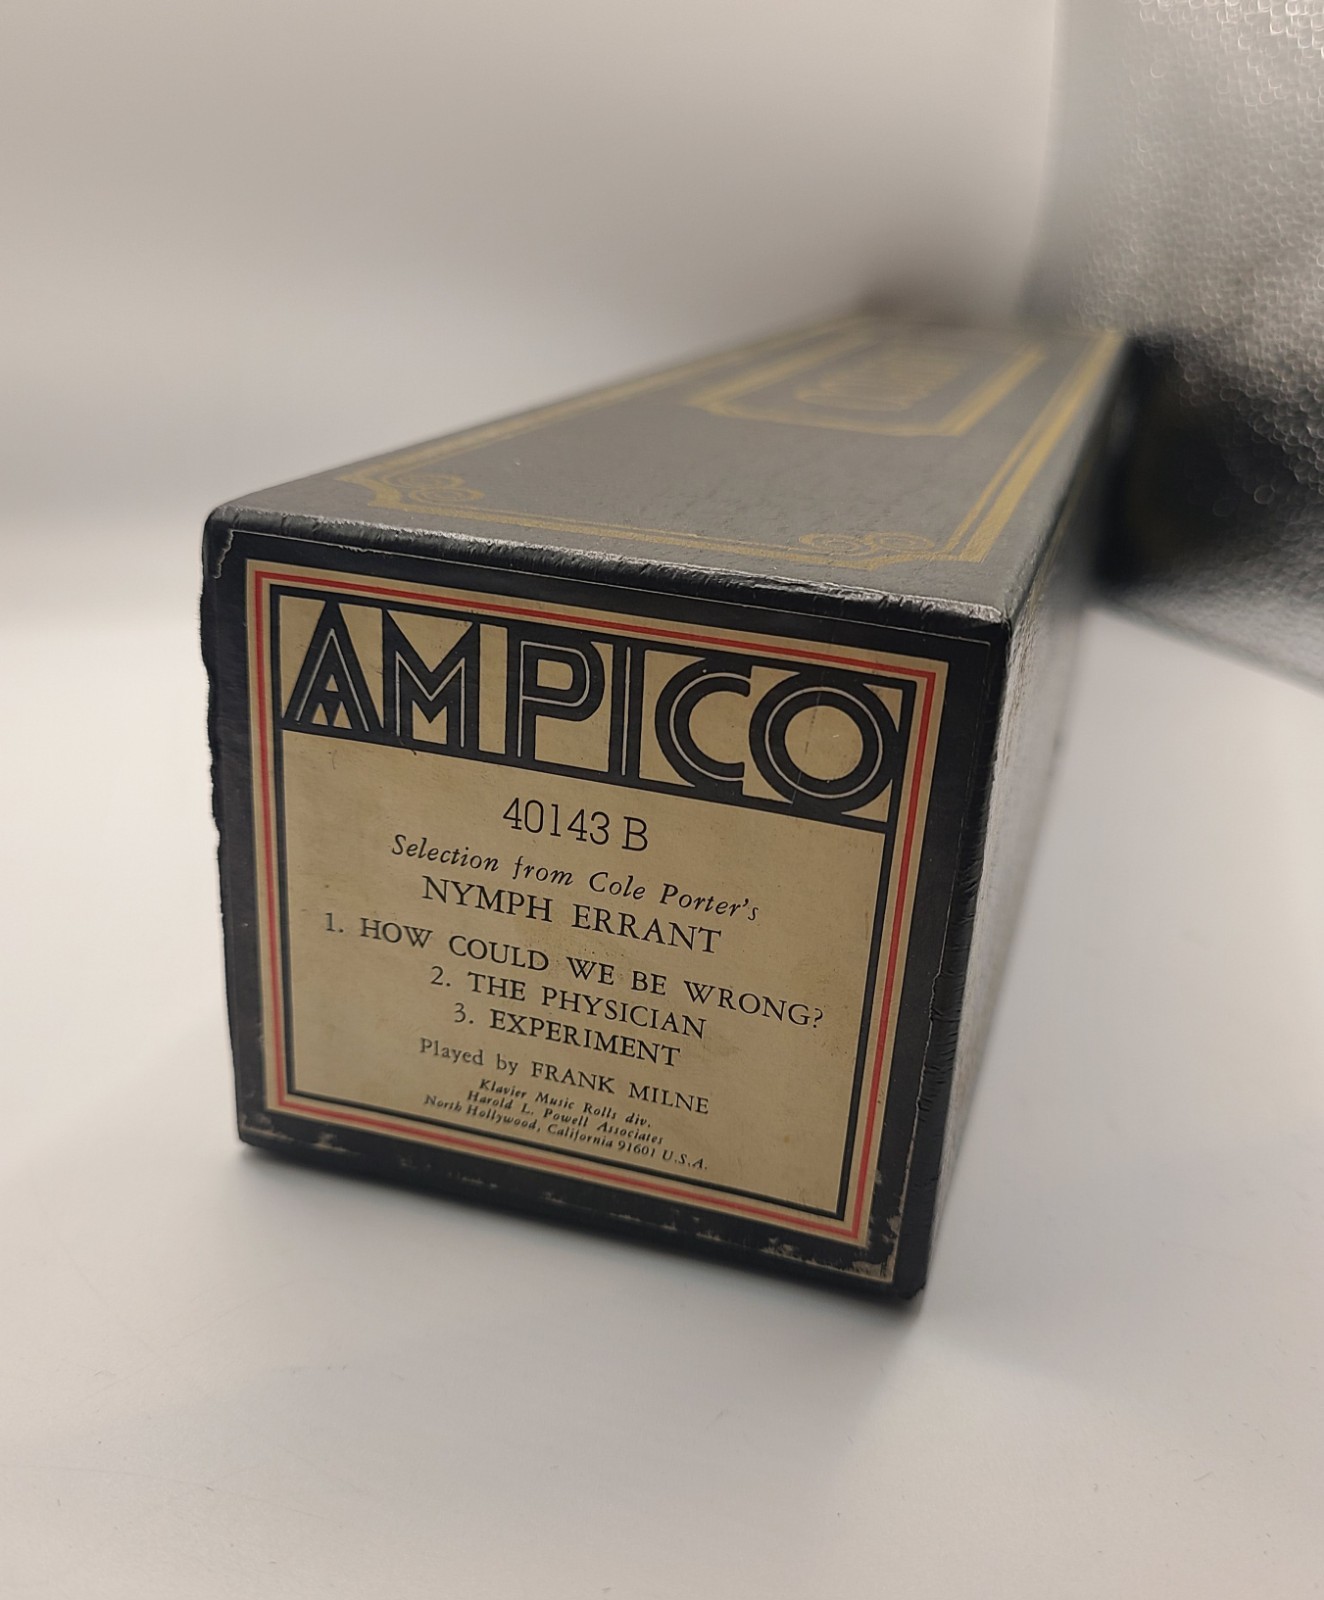 AMPICO
40143 B
Selection from Cole Porter's
NYMPH ERRANT
1. HOW COULD WE BE WRONG?
2. THE PHYSICIAN
3. EXPERIMENT
Played by FRANK MILNE
Klavier Music Rolls div.
Harold L. Powell Associates
North Hollywood, California 91601 U.S.A.